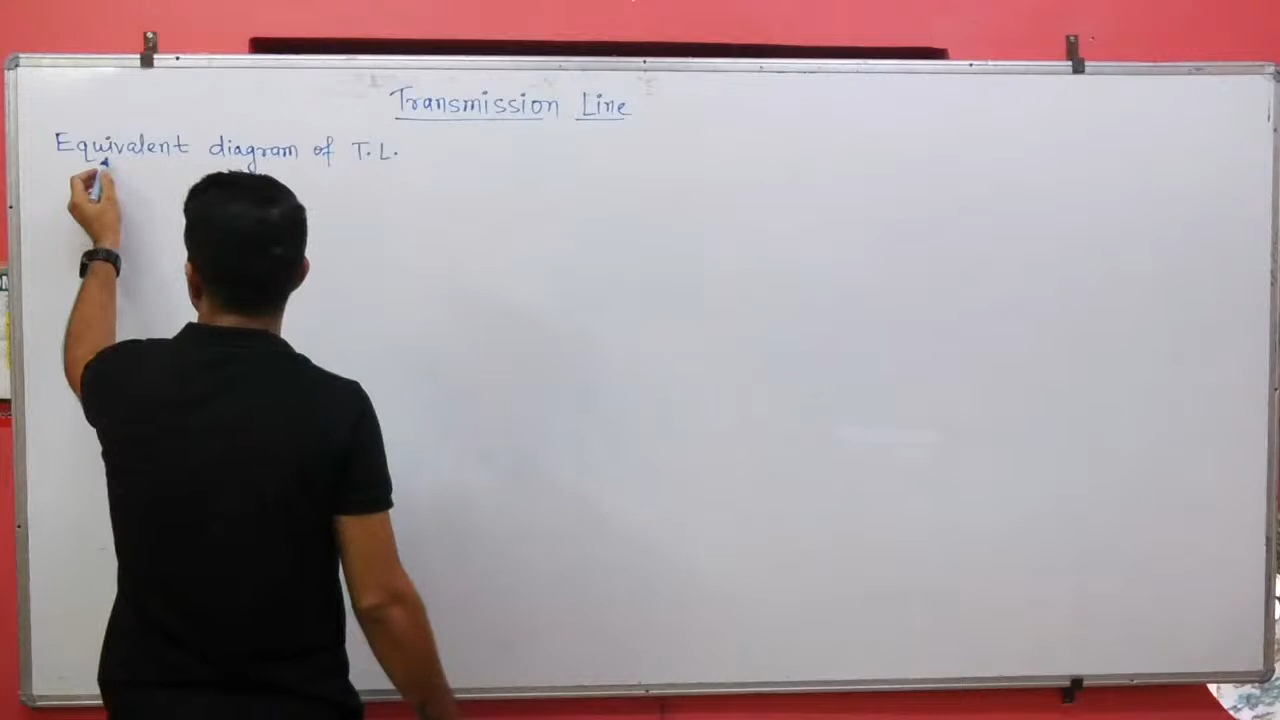 Transmission Line
Equivalent diagram of T.L.